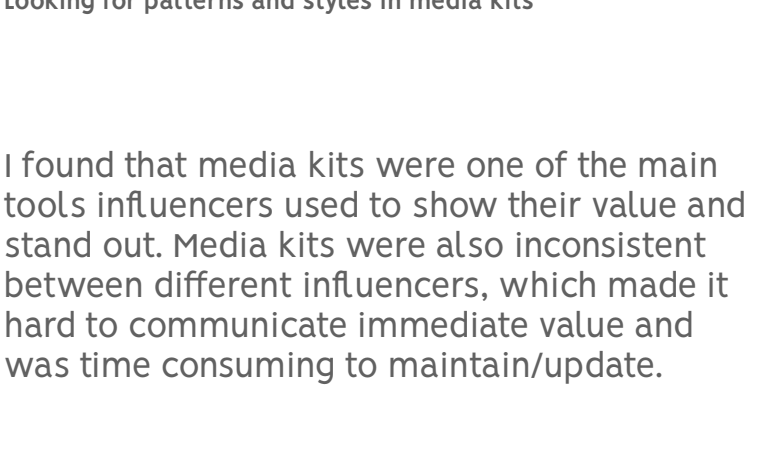 Looking for patterns and styles in media kits
I found that media kits were one of the main
tools influencers used to show their value and
stand out. Media kits were also inconsistent
between different influencers, which made it
hard to communicate immediate value and
was time consuming to maintain/update.